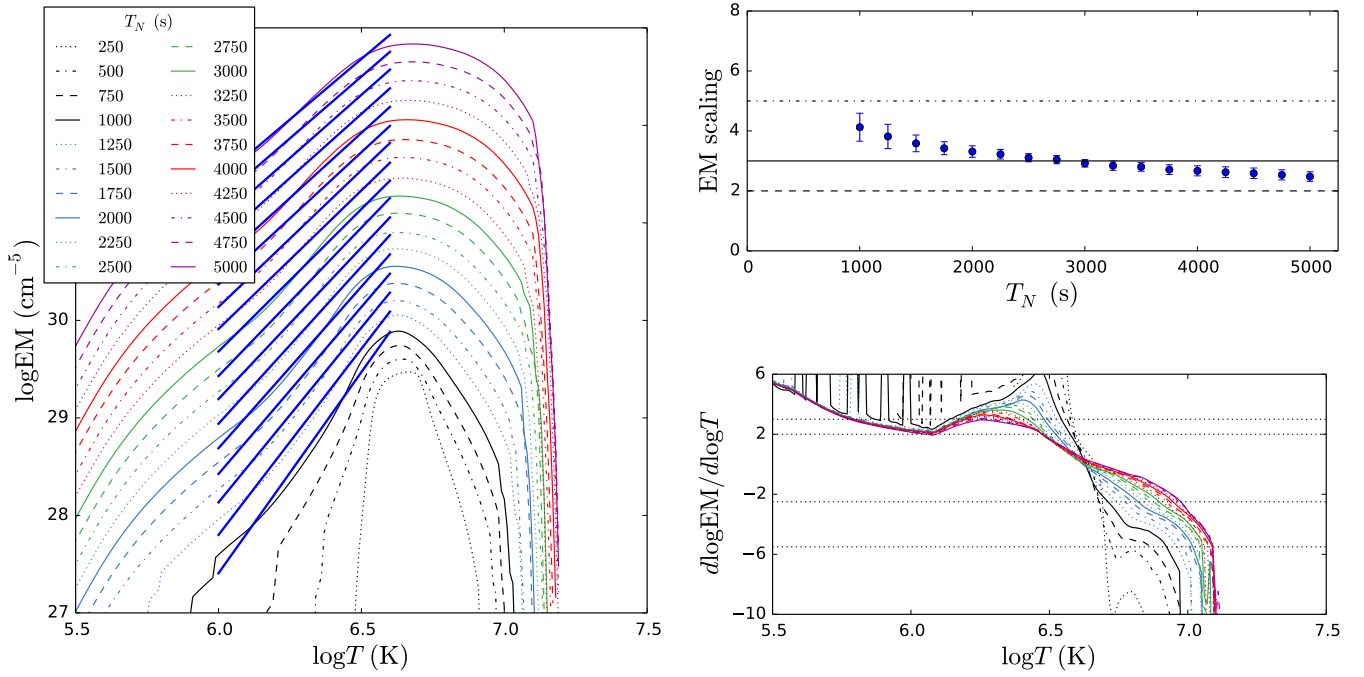 T_N (s)
250 2750
500 3000
750 3250
1000 3500
1250 3750
1500 4000
1750 4250
2000 4500
2250 4750
2500 5000
logEM (cm⁻⁵)
30
29
28
27
5.5 6.0 6.5 7.0 7.5
logT (K)
EM scaling
8
6
4
2
0
0 1000 2000 3000 4000 5000
T_N (s)
dlogEM/dlogT
6
2
−2
−6
−10
5.5 6.0 6.5 7.0 7.5
logT (K)